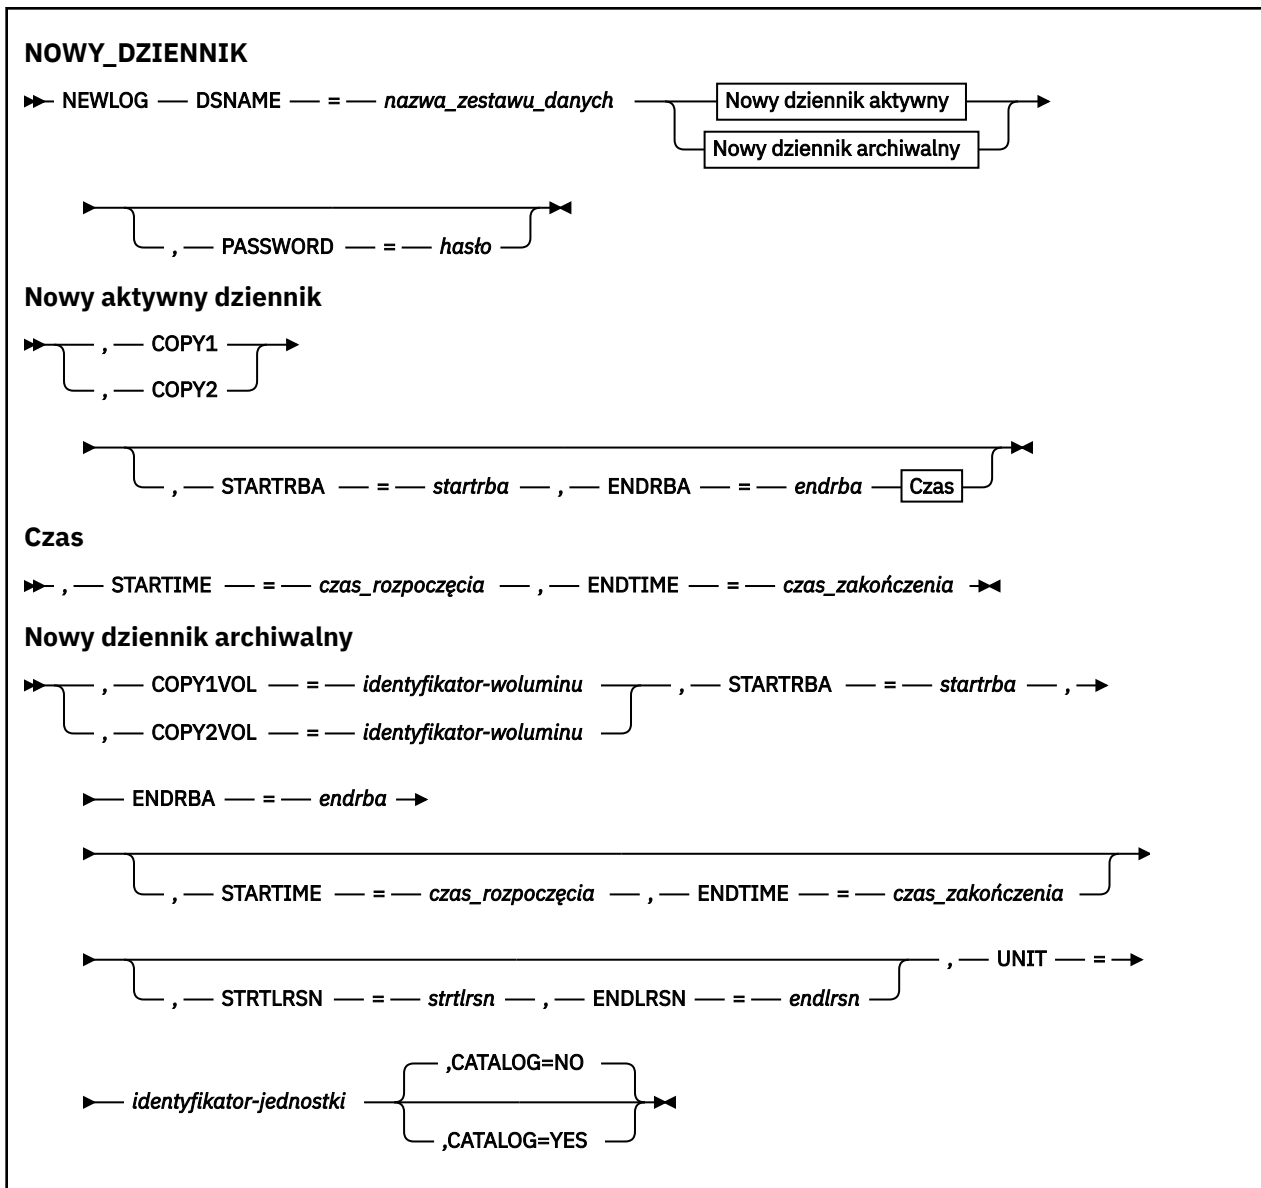 NOWY_DZIENNIK
NEWLOG DSNAME = nazwa_zestawu_danych Nowy dziennik aktywny
Nowy dziennik archiwalny
, PASSWORD = hasło
Nowy aktywny dziennik
, COPY1
, COPY2
, STARTRBA = startrba , ENDRBA = endrba Czas
Czas
, STARTIME = czas_rozpoczęcia , ENDTIME = czas_zakończenia
Nowy dziennik archiwalny
, COPY1VOL = identyfikator-woluminu , STARTRBA = startrba ,
, COPY2VOL = identyfikator-woluminu
ENDRBA = endrba
, STARTIME = czas_rozpoczęcia , ENDTIME = czas_zakończenia
, UNIT =
, STRTLRSN = strtlrsn , ENDLRSN = endlrsn
,CATALOG=NO
identyfikator-jednostki
,CATALOG=YES